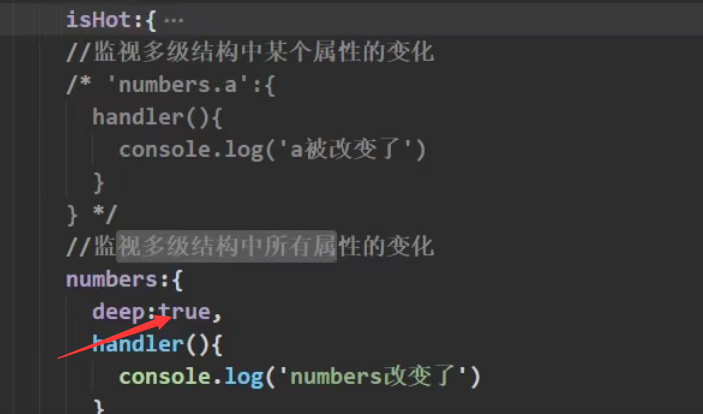 isHot:{ ···
//监视多级结构中某个属性的变化
/* 'numbers.a':{
handler(){
console.log('a被改变了')
}
} */
//监视多级结构中所有属性的变化
numbers:{
deep:true,
handler(){
console.log('numbers改变了')
}